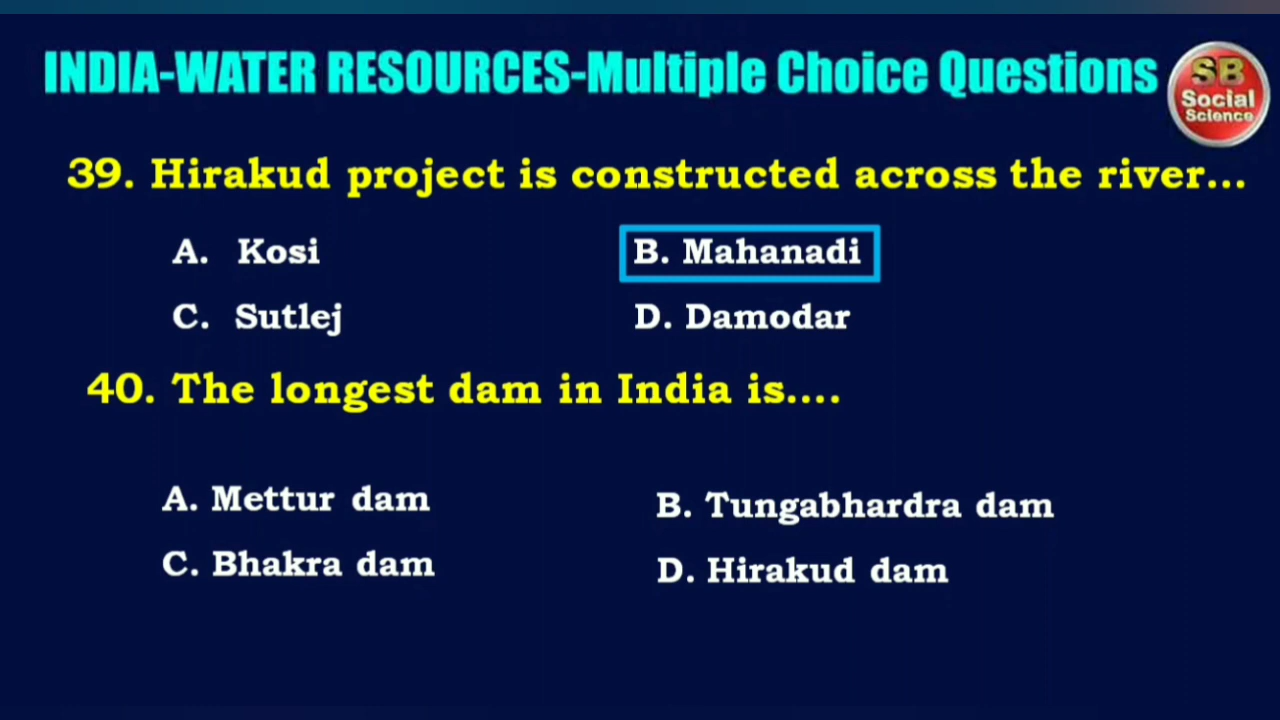 INDIA-WATER RESOURCES-Multiple Choice Questions
SB
Social
Science
39. Hirakud project is constructed across the river...
A. Kosi
B. Mahanadi
C. Sutlej
D. Damodar
40. The longest dam in India is....
A. Mettur dam
B. Tungabhardra dam
C. Bhakra dam
D. Hirakud dam